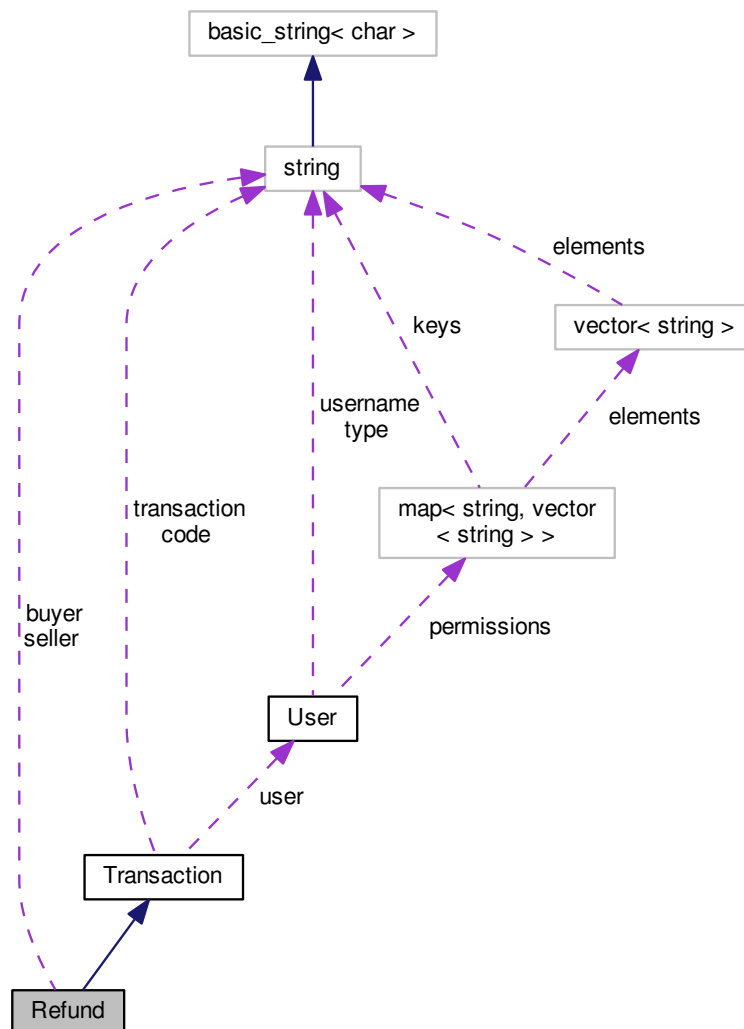 basic_string< char >
string
elements
keys
vector< string >
username
type
elements
transaction
code
map< string, vector
< string > >
buyer
seller
permissions
User
user
Transaction
Refund